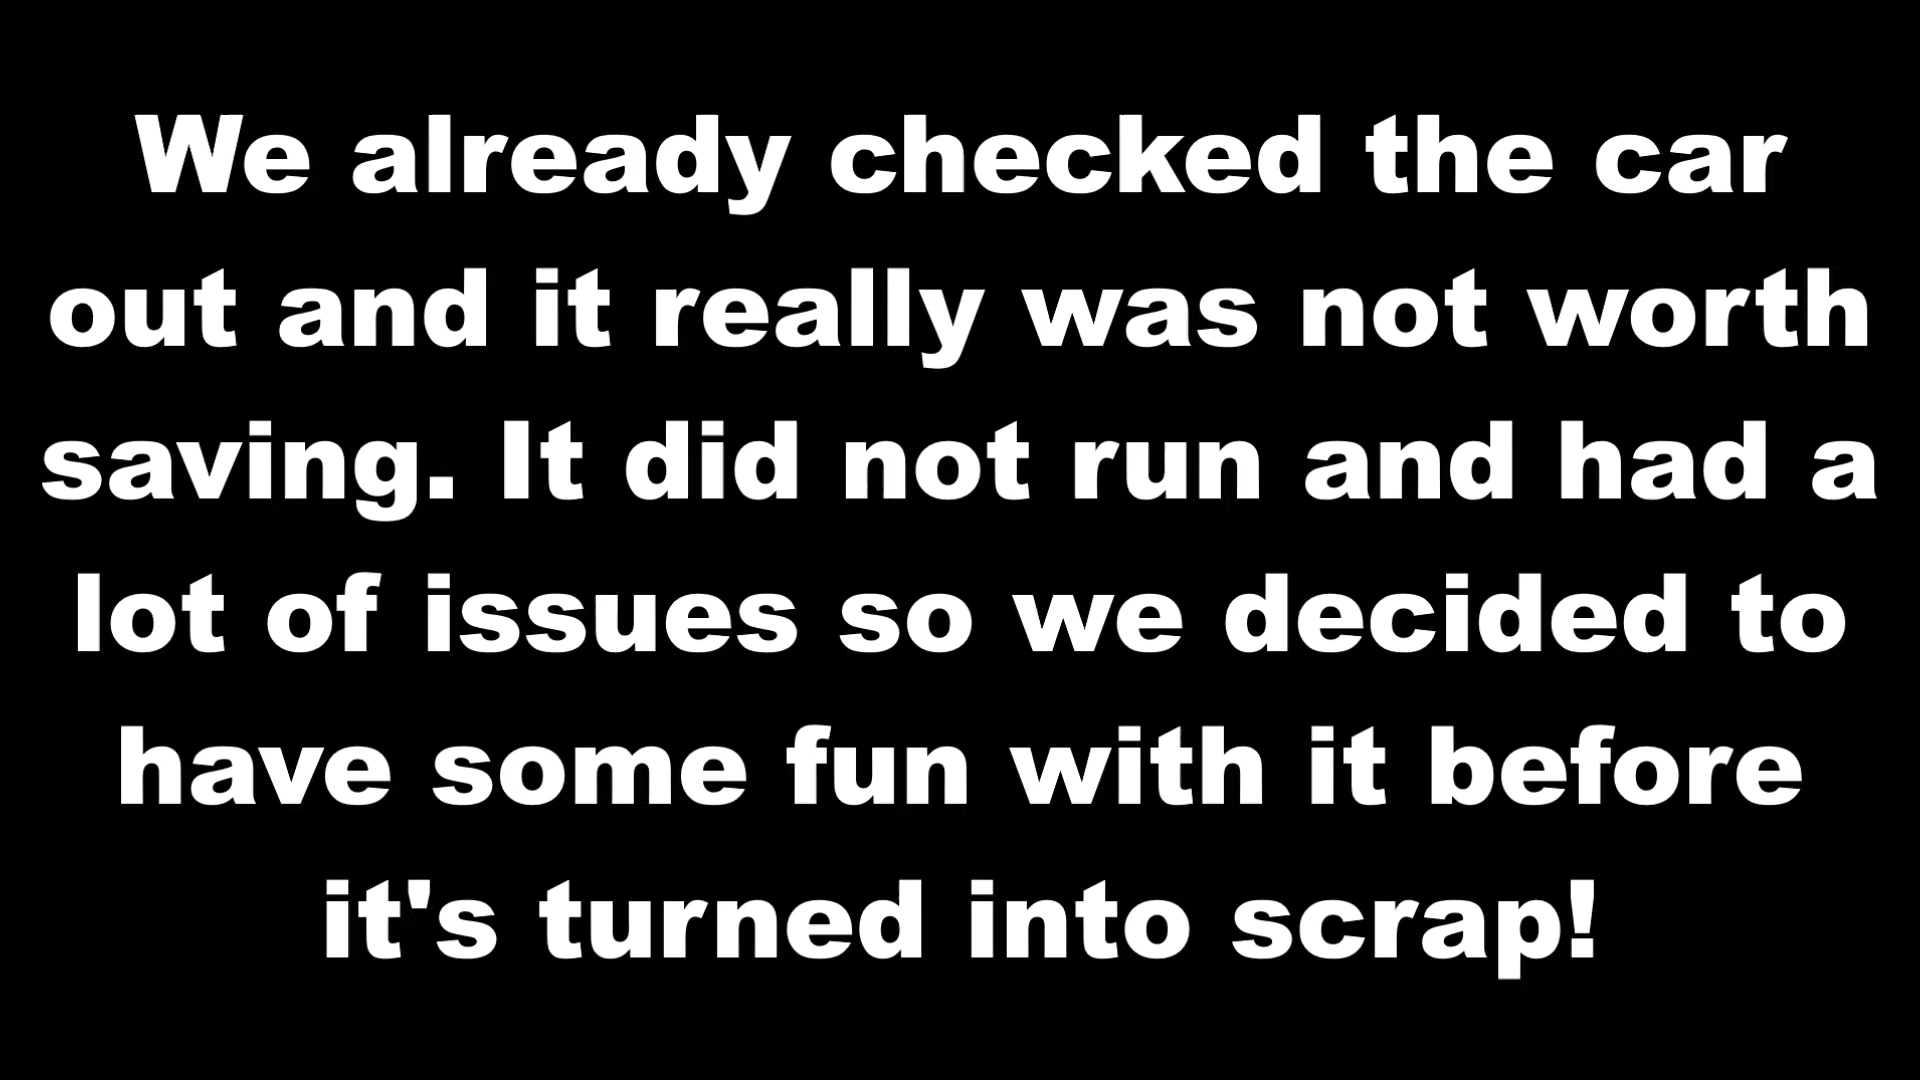 We already checked the car
out and it really was not worth
saving. It did not run and had a
lot of issues so we decided to
have some fun with it before
it's turned into scrap!